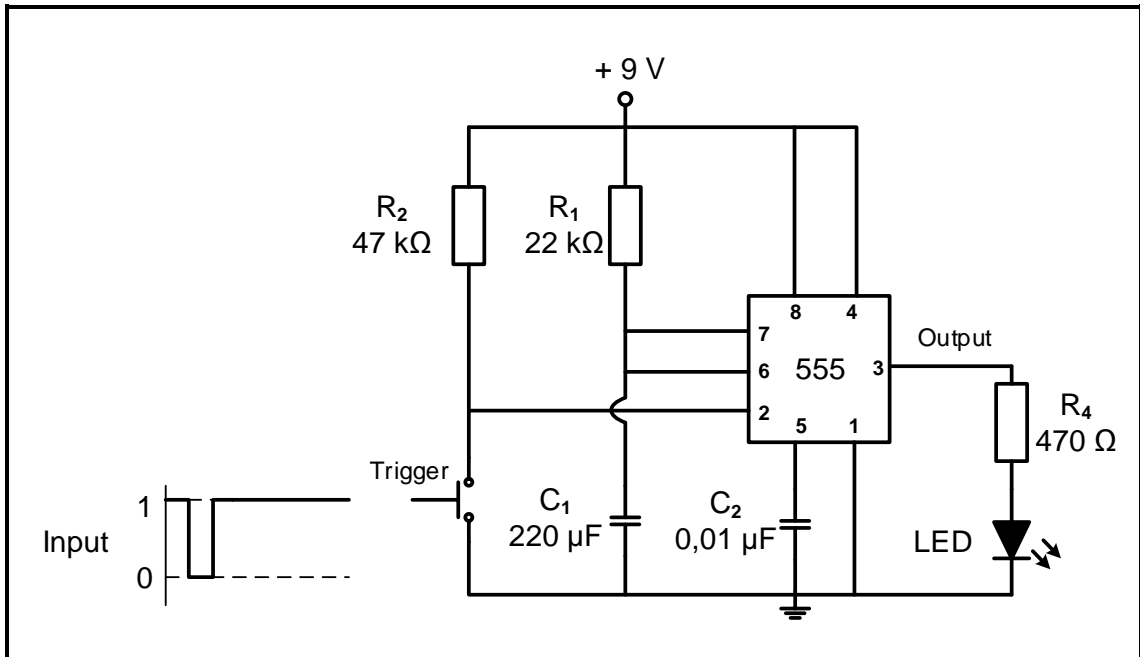 + 9 V
R₂
47 kΩ
R₁
22 kΩ
8
4
7
6
2
555
3
5
1
Output
R₄
470 Ω
Trigger
C₁
220 µF
C₂
0,01 µF
LED
Input
1
0